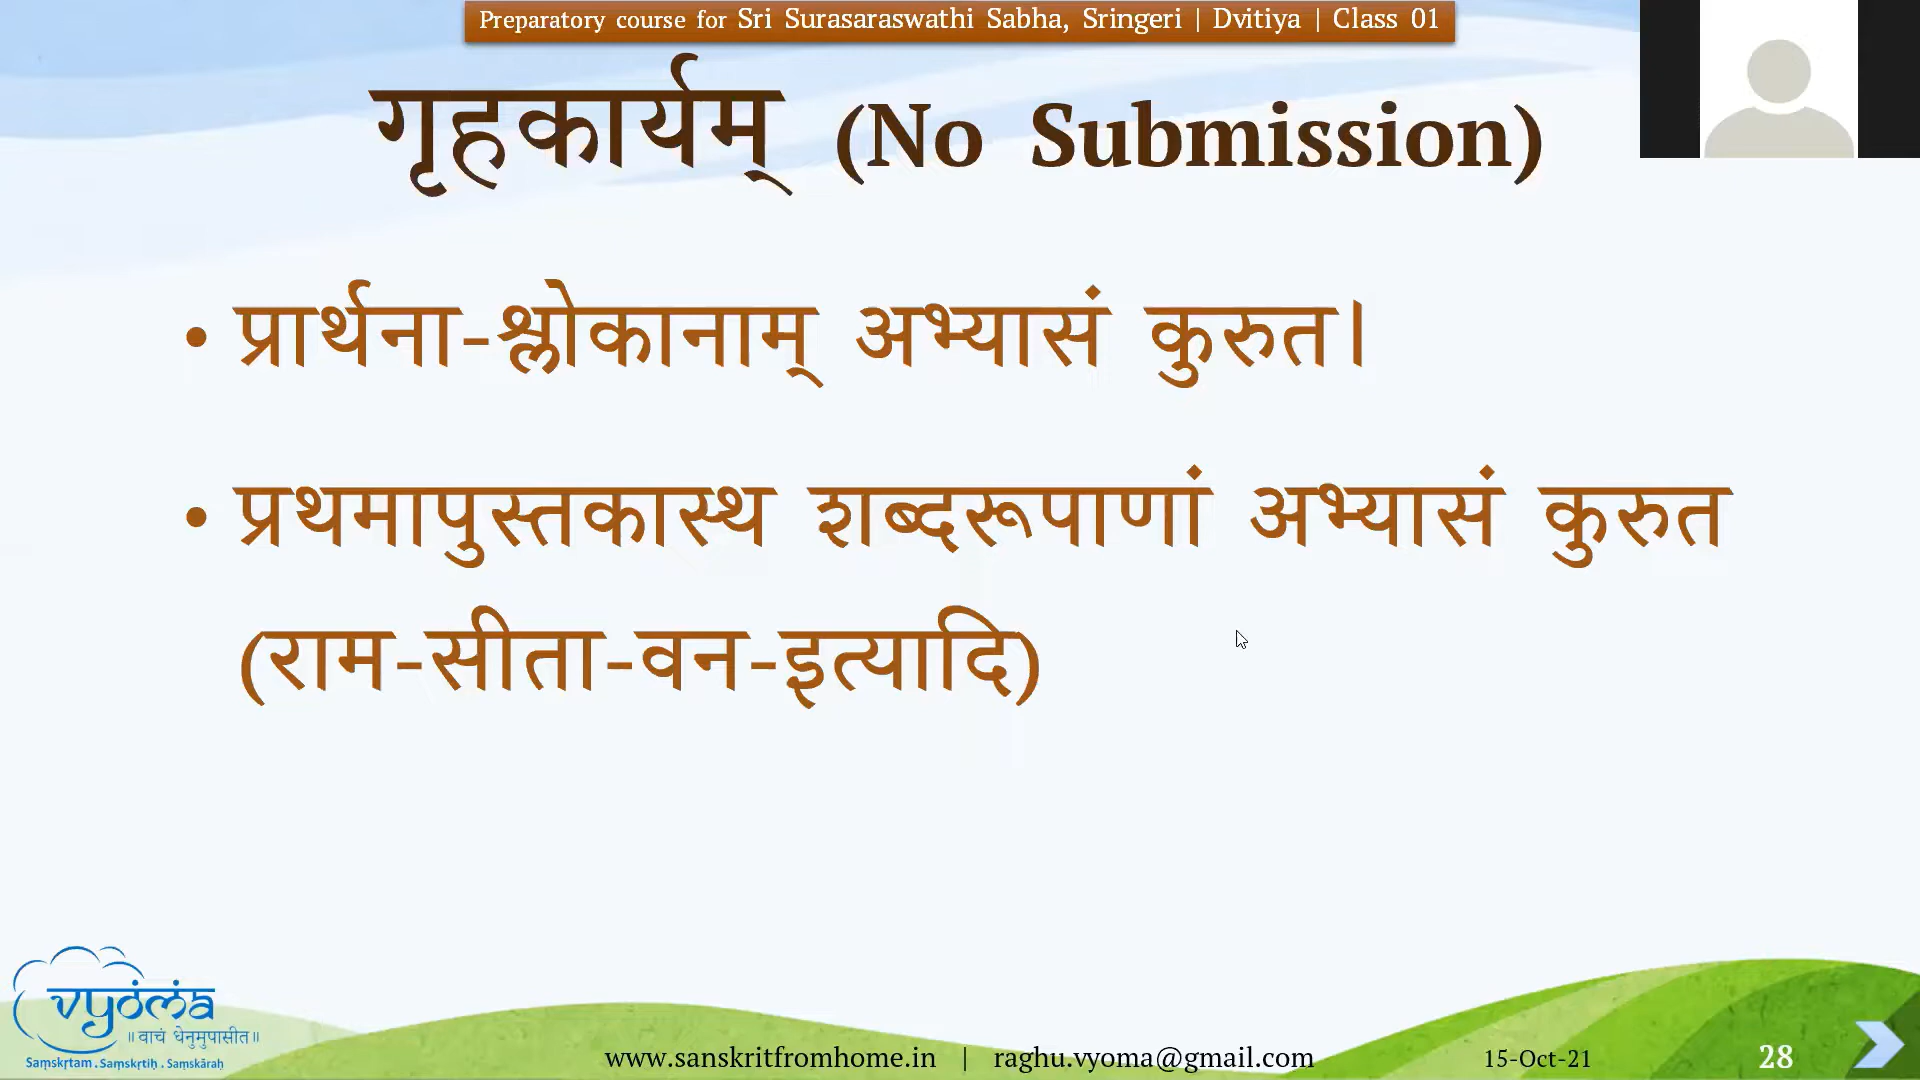 Preparatory course for Sri Surasaraswathi Sabha, Sringeri | Dvitiya | Class 01
गृहकार्यम् (No Submission)
• प्रार्थना-श्लोकानाम् अभ्यासं कुरुत।
• प्रथमापुस्तकास्थ शब्दरूपाणां अभ्यासं कुरुत
(राम-सीता-वन-इत्यादि)
vyoma
॥वाचं धेनुमुपासीत॥
Saṃskṛtam . Saṃskṛtiḥ . Saṃskāraḥ
www.sanskritfromhome.in | raghu.vyoma@gmail.com 15-Oct-21 28